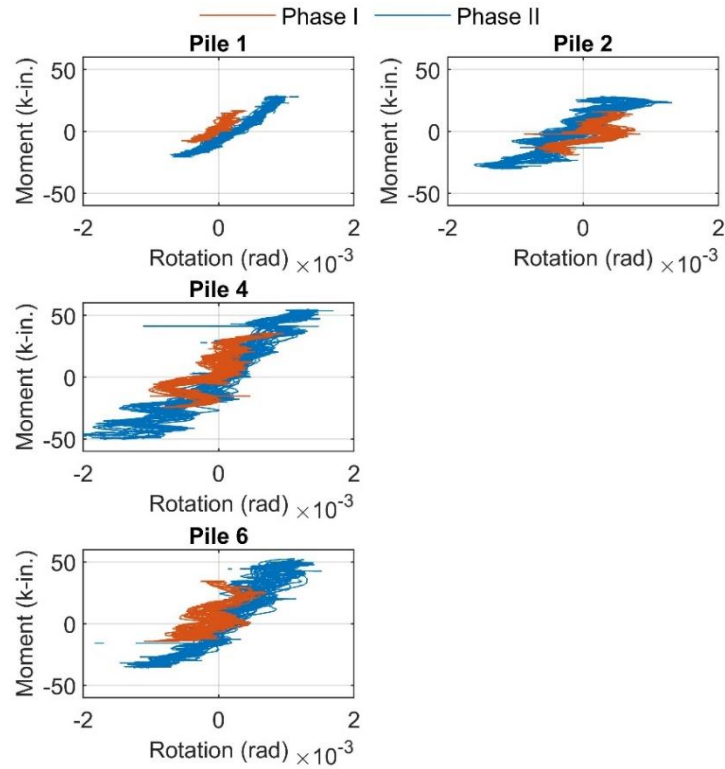 Phase I Phase II
Pile 1
Moment (k-in.)
50
0
-50
-2 0 2
Rotation (rad) ×10⁻³
Pile 2
Moment (k-in.)
50
0
-50
-2 0 2
Rotation (rad) ×10⁻³
Pile 4
Moment (k-in.)
50
0
-50
-2 0 2
Rotation (rad) ×10⁻³
Pile 6
Moment (k-in.)
50
0
-50
-2 0 2
Rotation (rad) ×10⁻³